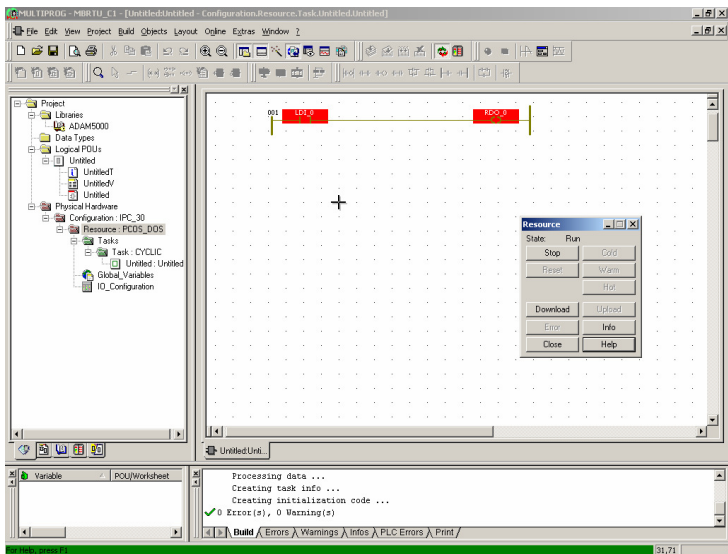 MULTIPROG - MBRTU_C1 - [Untitled:Untitled - Configuration.Resource.Task.Untitled.Untitled]
File Edit View Project Build Objects Layout Online Extras Window ?
Project
Libraries
ADAM5000
Data Types
Logical POUs
Untitled
UntitledT
UntitledV
Untitled
Physical Hardware
Configuration : IPC_30
Resource : PCOS_DOS
Tasks
Task : CYCLIC
Untitled : Untitled
Global_Variables
IO_Configuration
001 LDI_0 RDO_0
Resource
State: Run
Stop Cold
Reset Warm
Hot
Download Upload
Error Info
Close Help
Untitled:Unti...
Variable POU/Worksheet
Processing data ...
Creating task info ...
Creating initialization code ...
0 Error(s), 0 Warning(s)
Build Errors Warnings Infos PLC Errors Print
For Help, press F1
31,71